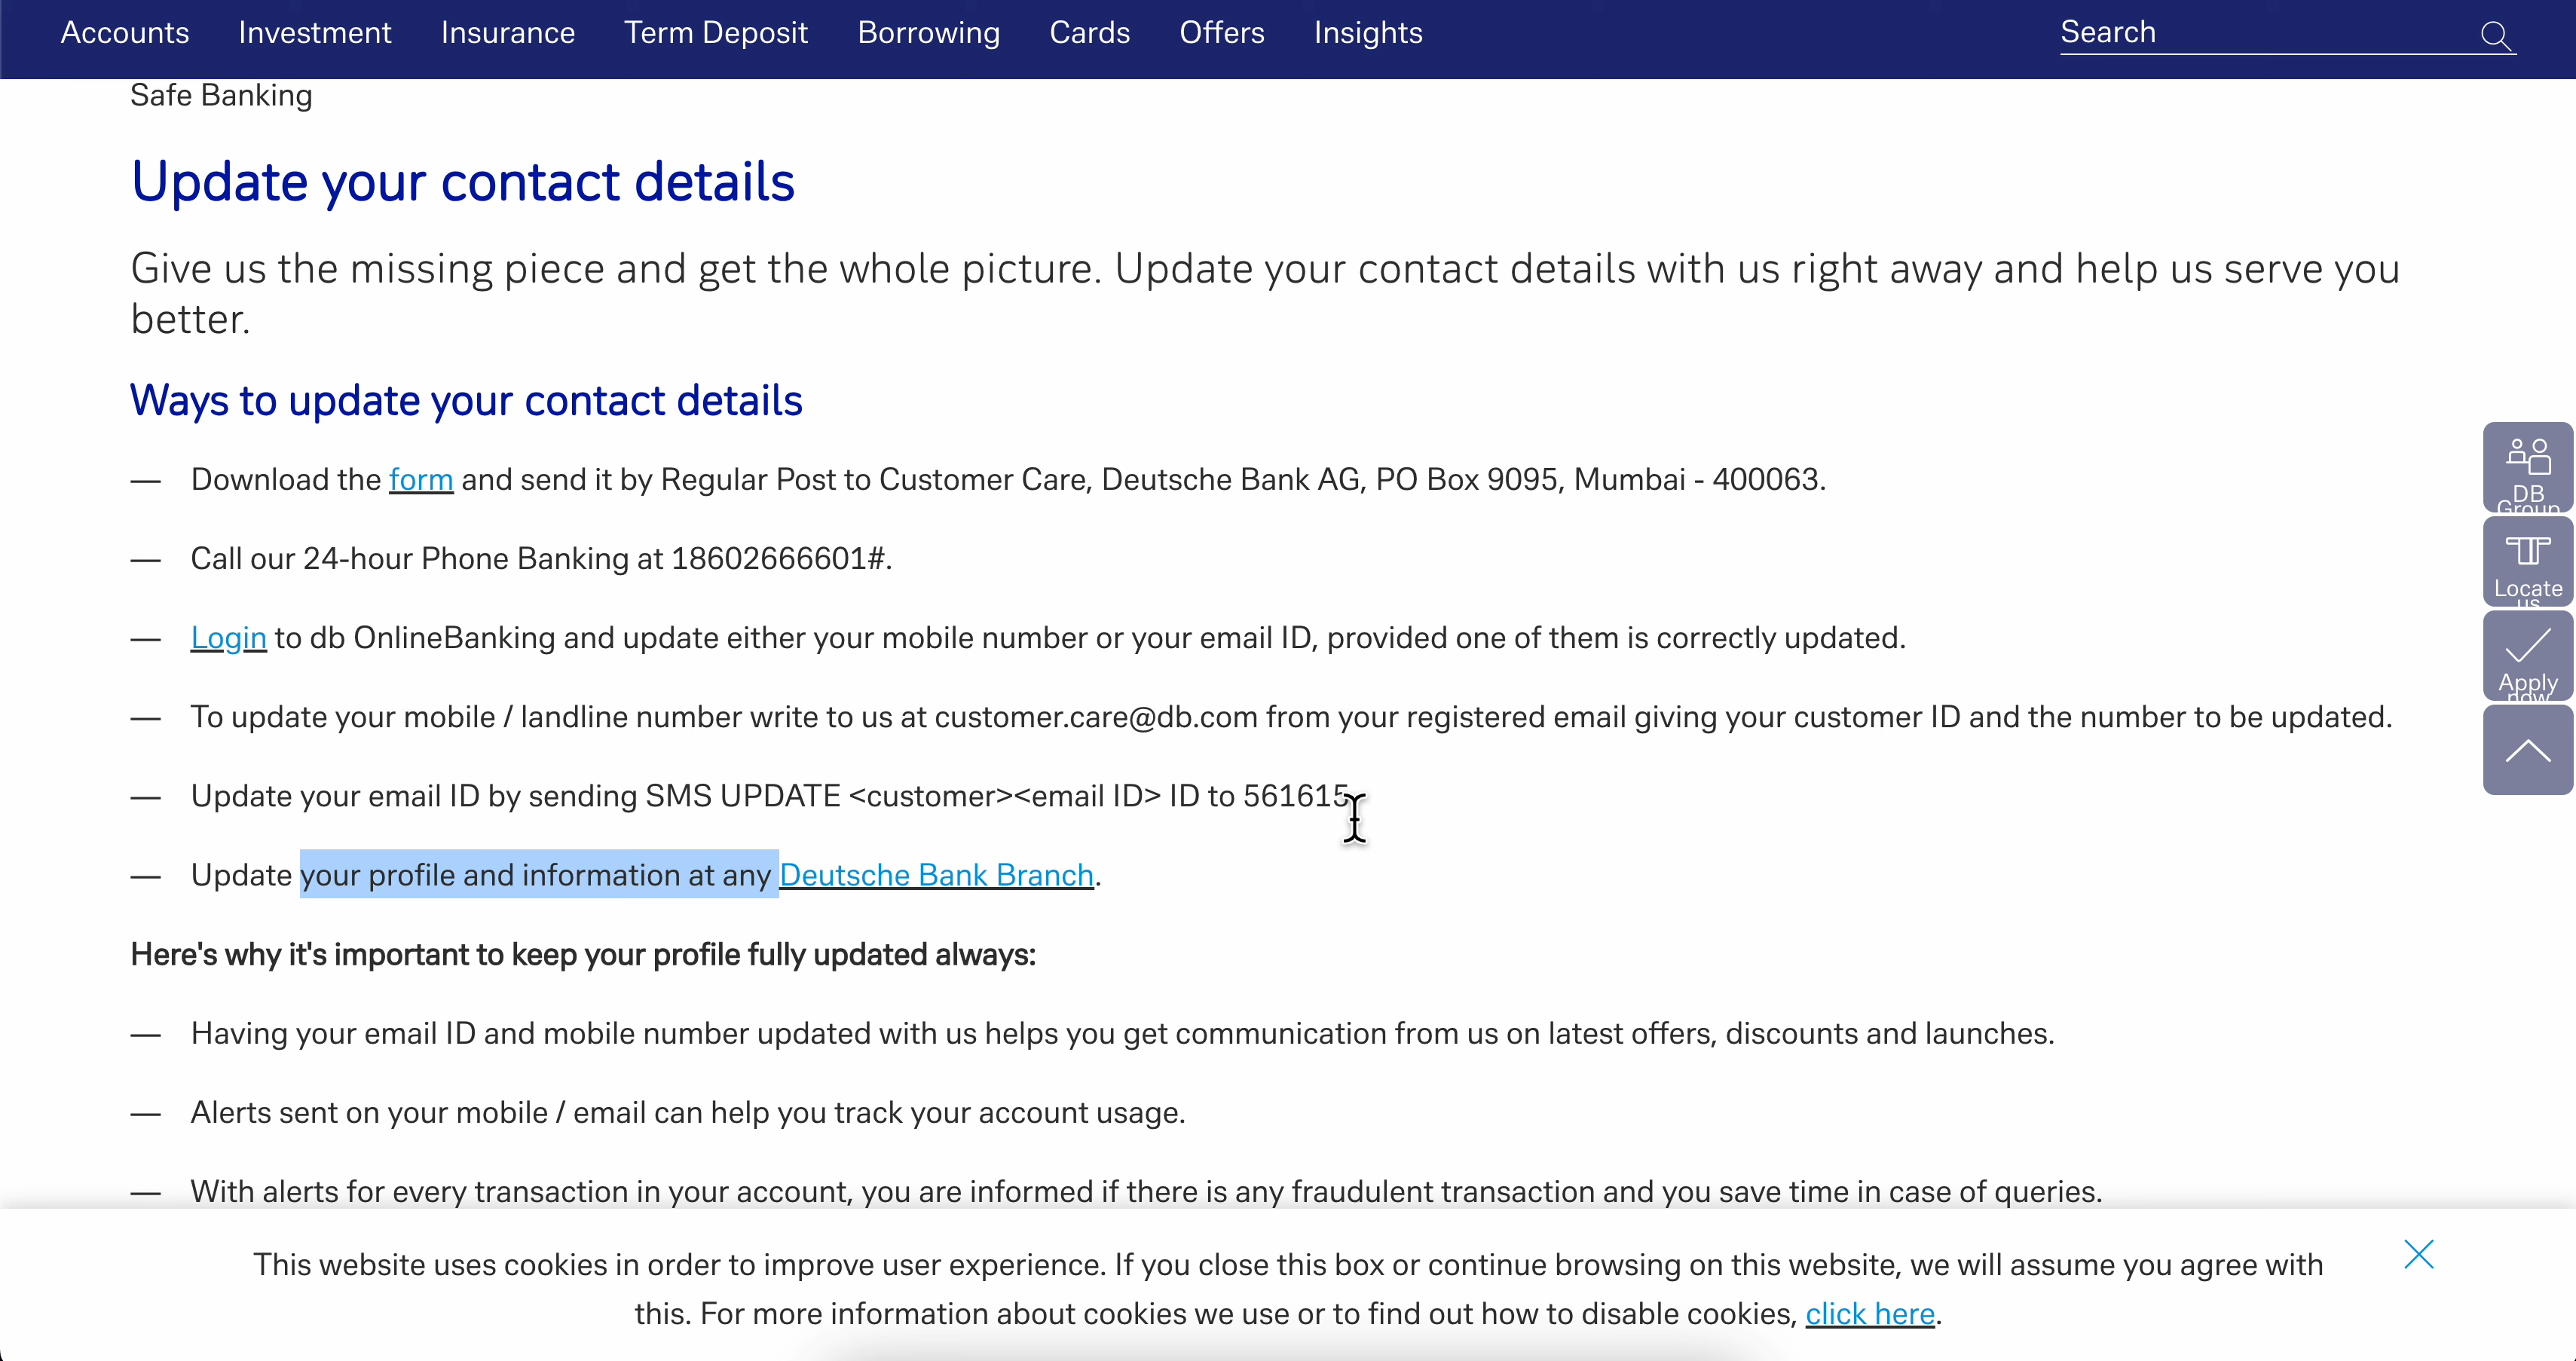 Accounts Investment Insurance Term Deposit Borrowing Cards Offers Insights Search
Safe Banking
Update your contact details
Give us the missing piece and get the whole picture. Update your contact details with us right away and help us serve you
better.
Ways to update your contact details
— Download the form and send it by Regular Post to Customer Care, Deutsche Bank AG, PO Box 9095, Mumbai - 400063.
— Call our 24-hour Phone Banking at 18602666601#.
— Login to db OnlineBanking and update either your mobile number or your email ID, provided one of them is correctly updated.
— To update your mobile / landline number write to us at customer.care@db.com from your registered email giving your customer ID and the number to be updated.
— Update your email ID by sending SMS UPDATE <customer><email ID> ID to 561615
— Update your profile and information at any Deutsche Bank Branch.
Here's why it's important to keep your profile fully updated always:
— Having your email ID and mobile number updated with us helps you get communication from us on latest offers, discounts and launches.
— Alerts sent on your mobile / email can help you track your account usage.
— With alerts for every transaction in your account, you are informed if there is any fraudulent transaction and you save time in case of queries.
DB
Group
Locate
us
Apply
now
This website uses cookies in order to improve user experience. If you close this box or continue browsing on this website, we will assume you agree with
this. For more information about cookies we use or to find out how to disable cookies, click here.